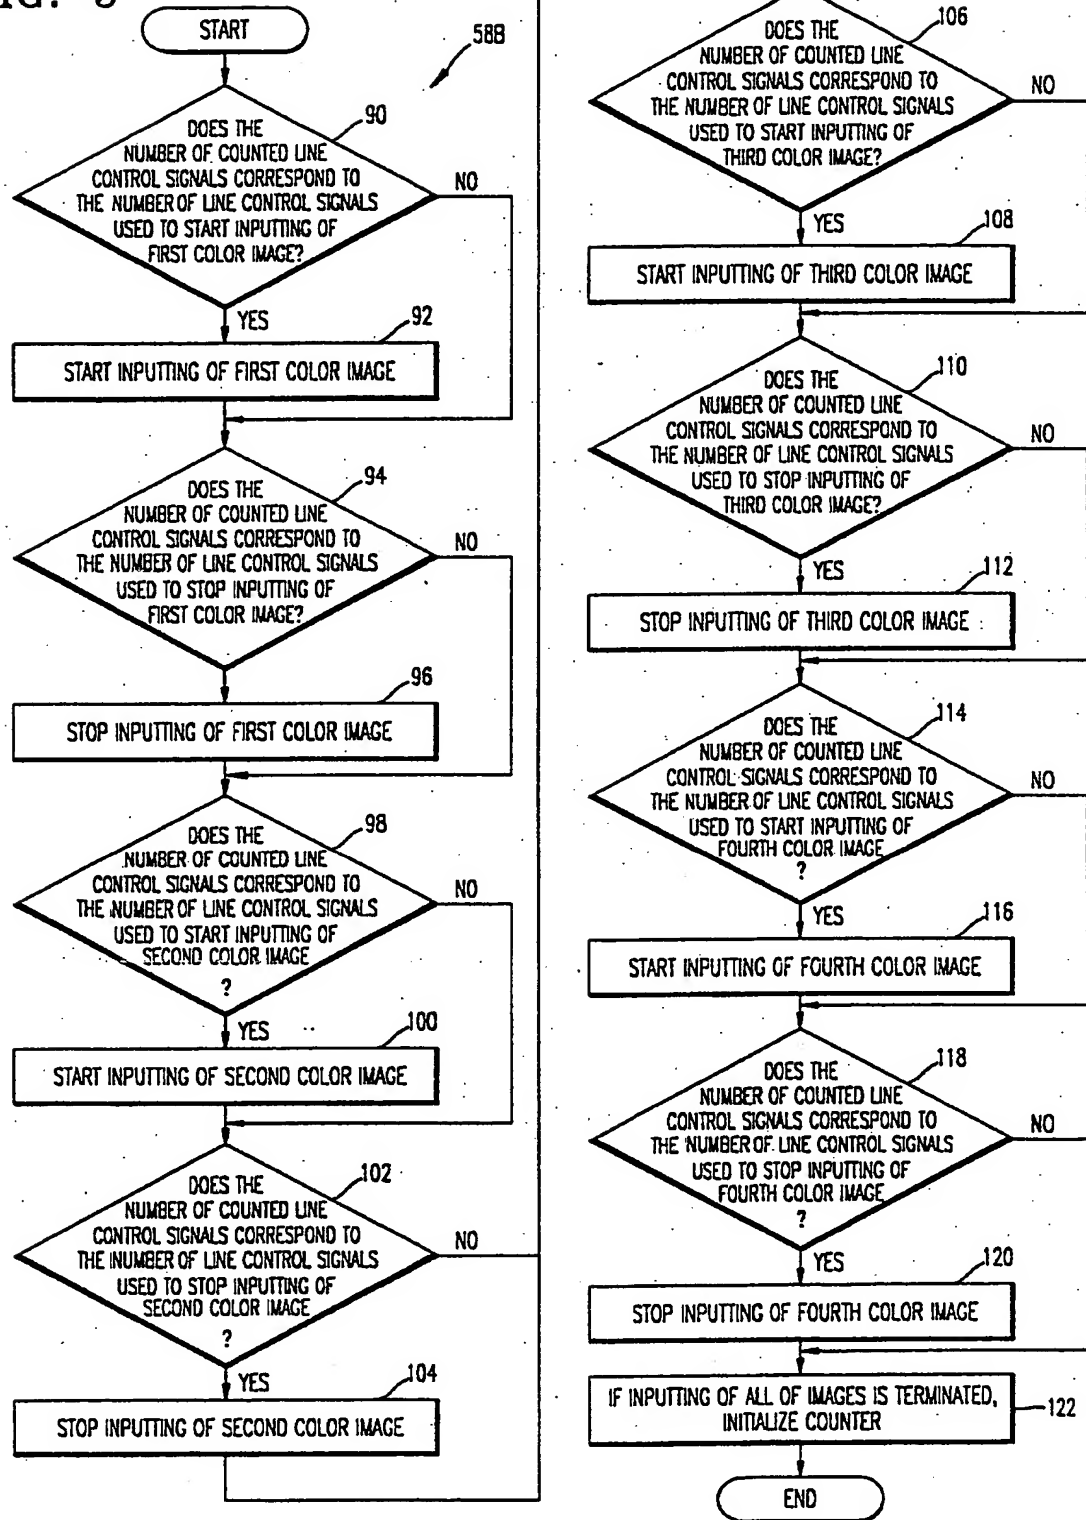 START
58B
90
DOES THE
NUMBER OF COUNTED LINE
CONTROL SIGNALS CORRESPOND TO
THE NUMBER OF LINE CONTROL SIGNALS
USED TO START INPUTTING OF
FIRST COLOR IMAGE?
NO
YES
92
START INPUTTING OF FIRST COLOR IMAGE
94
DOES THE
NUMBER OF COUNTED LINE
CONTROL SIGNALS CORRESPOND TO
THE NUMBER OF LINE CONTROL SIGNALS
USED TO STOP INPUTTING OF
FIRST COLOR IMAGE?
NO
96
STOP INPUTTING OF FIRST COLOR IMAGE
98
DOES THE
NUMBER OF COUNTED LINE
CONTROL SIGNALS CORRESPOND TO
THE NUMBER OF LINE CONTROL SIGNALS
USED TO START INPUTTING OF
SECOND COLOR IMAGE
?
NO
YES
100
START INPUTTING OF SECOND COLOR IMAGE
102
DOES THE
NUMBER OF COUNTED LINE
CONTROL SIGNALS CORRESPOND TO
THE NUMBER OF LINE CONTROL SIGNALS
USED TO STOP INPUTTING OF
SECOND COLOR IMAGE
?
NO
YES
104
STOP INPUTTING OF SECOND COLOR IMAGE
106
DOES THE
NUMBER OF COUNTED LINE
CONTROL SIGNALS CORRESPOND TO
THE NUMBER OF LINE CONTROL SIGNALS
USED TO START INPUTTING OF
THIRD COLOR IMAGE?
NO
YES
108
START INPUTTING OF THIRD COLOR IMAGE
110
DOES THE
NUMBER OF COUNTED LINE
CONTROL SIGNALS CORRESPOND TO
THE NUMBER OF LINE CONTROL SIGNALS
USED TO STOP INPUTTING OF
THIRD COLOR IMAGE?
NO
YES
112
STOP INPUTTING OF THIRD COLOR IMAGE
114
DOES THE
NUMBER OF COUNTED LINE
CONTROL SIGNALS CORRESPOND TO
THE NUMBER OF LINE CONTROL SIGNALS
USED TO START INPUTTING OF
FOURTH COLOR IMAGE
?
NO
YES
116
START INPUTTING OF FOURTH COLOR IMAGE
118
DOES THE
NUMBER OF COUNTED LINE
CONTROL SIGNALS CORRESPOND TO
THE NUMBER OF LINE CONTROL SIGNALS
USED TO STOP INPUTTING OF
FOURTH COLOR IMAGE
?
NO
YES
120
STOP INPUTTING OF FOURTH COLOR IMAGE
IF INPUTTING OF ALL OF IMAGES IS TERMINATED,
INITIALIZE COUNTER
122
END